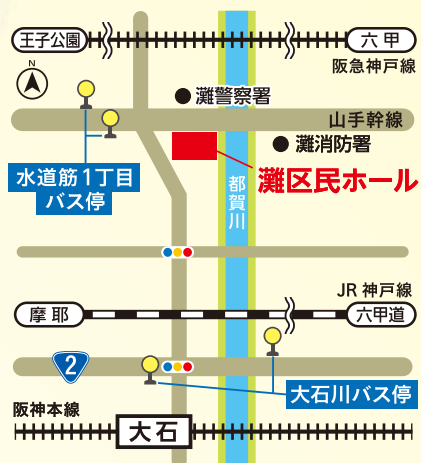 王子公園
六甲
阪急神戸線
N
灘警察署
山手幹線
灘消防署
水道筋1丁目
バス停
灘区民ホール
都賀川
JR 神戸線
摩耶
六甲道
2
大石川バス停
阪神本線
大石